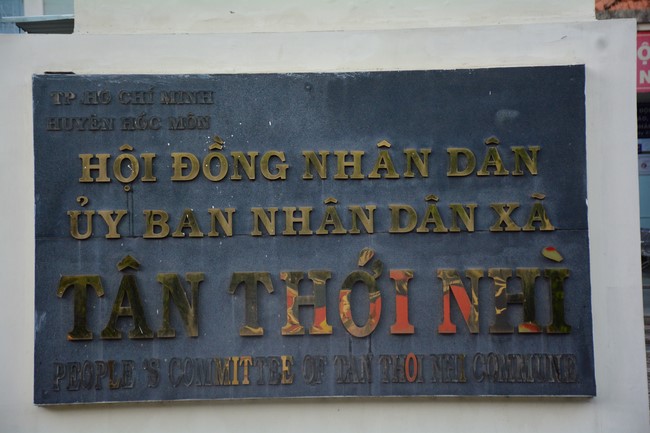 TP HO CHÍ MINH
HUYỆN HÓC MÔN
HỘI ĐỒNG NHÂN DÂN
ỦY BAN NHÂN DÂN XÃ
TÂN THỚI NHÌ
PEOPLE'S COMMITTEE OF TAN THOI NHI COMMUNE